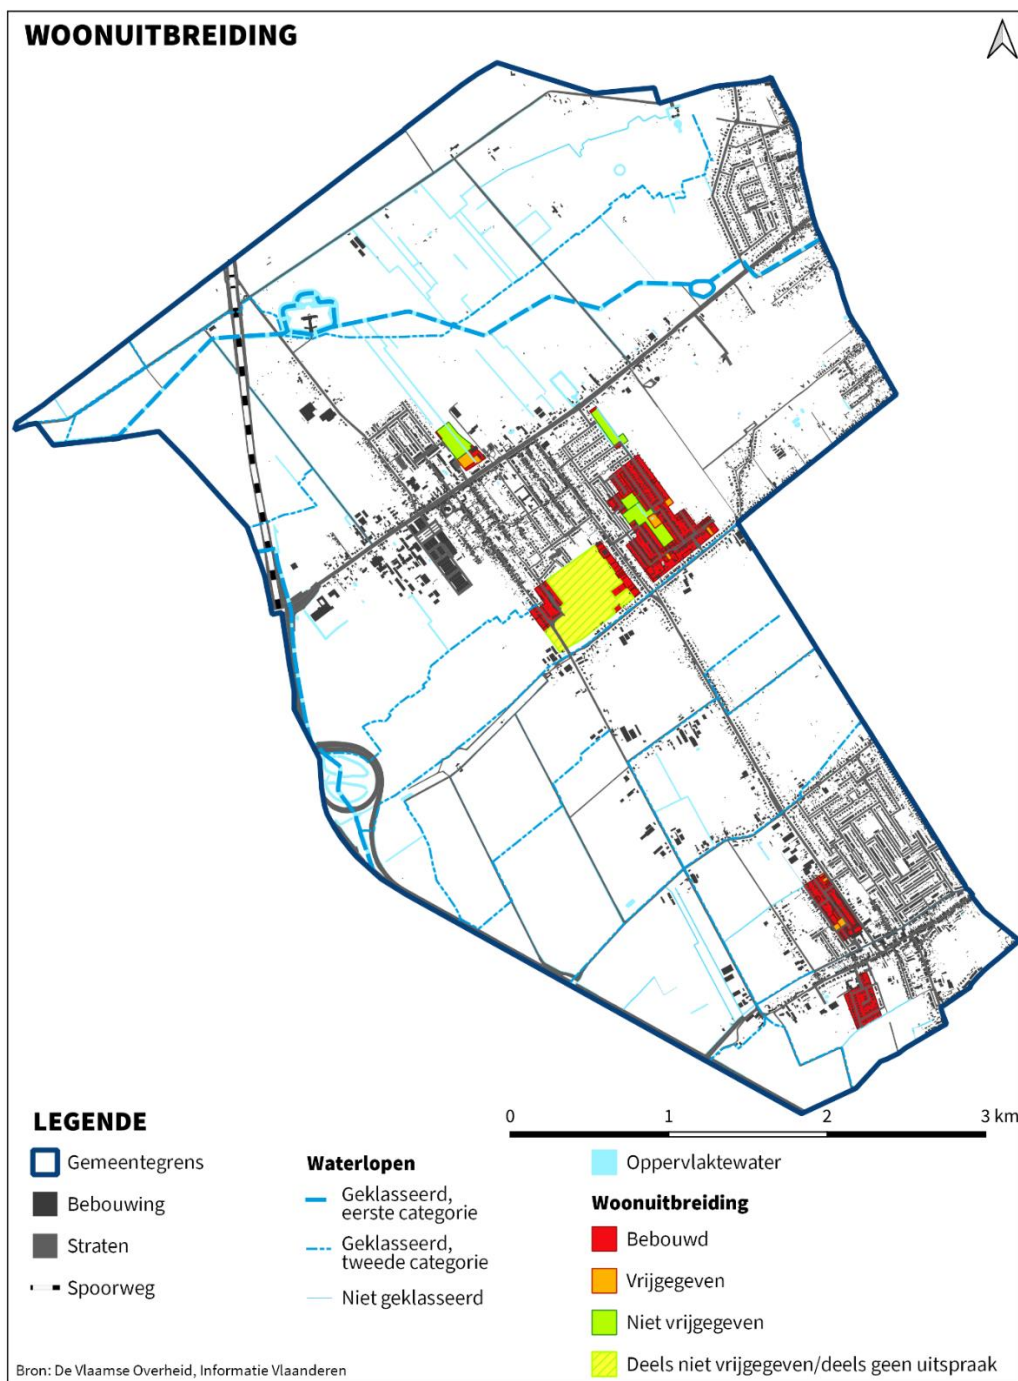 WOONUITBREIDING
LEGENDE
Gemeentegrens
Bebouwing
Straten
Spoorweg
Waterlopen
Geklasseerd,
eerste categorie
Geklasseerd,
tweede categorie
Niet geklasseerd
0 1 2 3 km
Oppervlaktewater
Woonuitbreiding
Bebouwd
Vrijgegeven
Niet vrijgegeven
Deels niet vrijgegeven/deels geen uitspraak
Bron: De Vlaamse Overheid, Informatie Vlaanderen